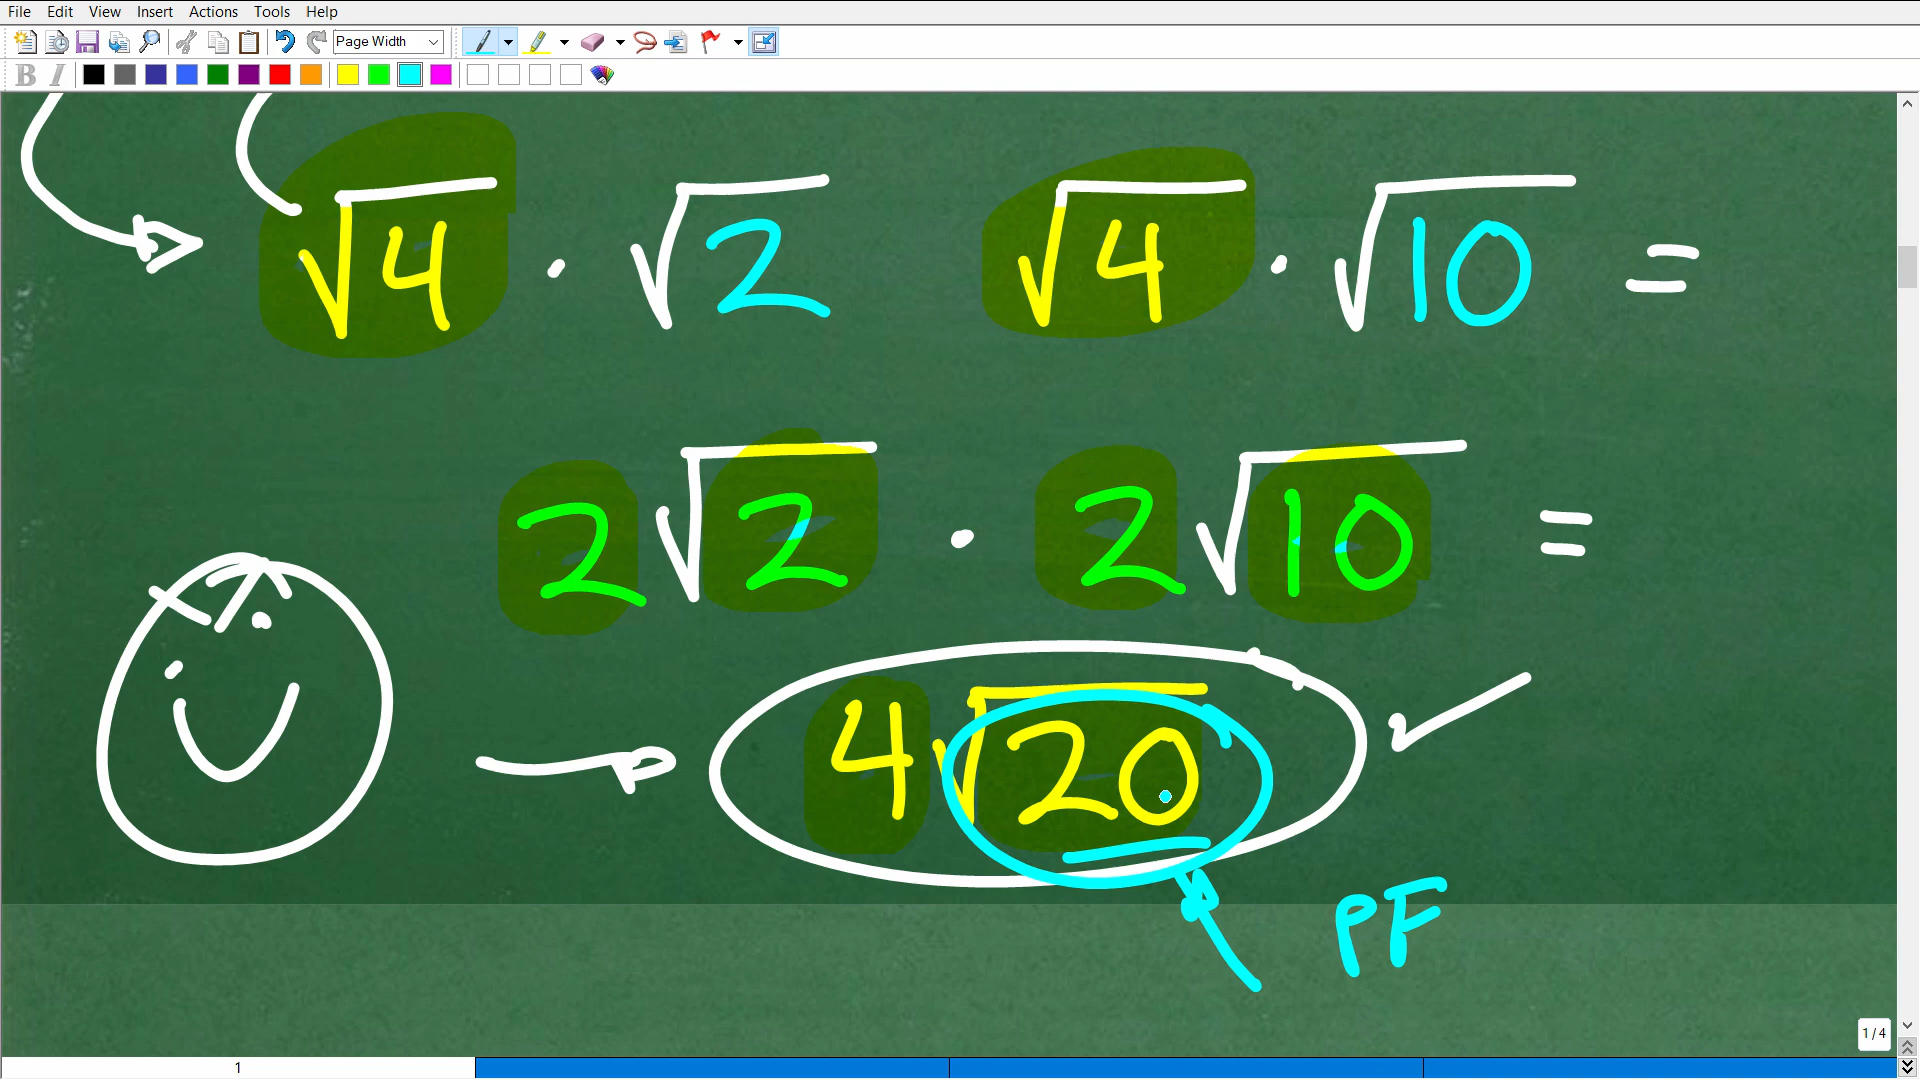 File Edit View Insert Actions Tools Help
Page Width
B I
√4 · √2 √4 · √10 =
2√2 · 2√10 =
4√20
PF
1 / 4
1